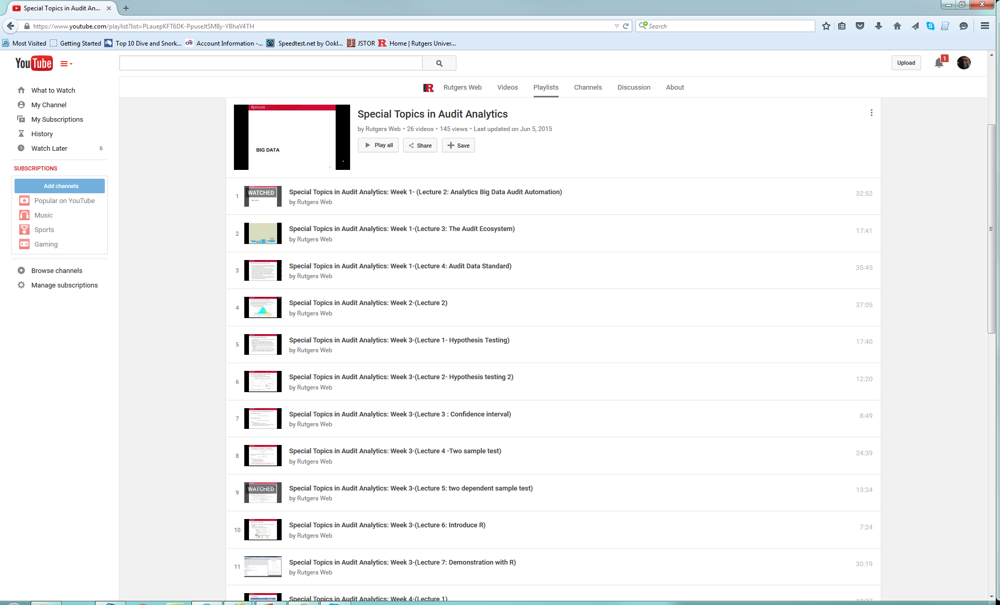 Special Topics in Audit An...
https://www.youtube.com/playlist?list=PLauepKFT6DK-PpuseJtSMIly-YBhaV4TH
Search
Most Visited Getting Started Top 10 Dive and Snork... citi Account Information -... Speedtest.net by Ookl... JSTOR R Home | Rutgers Univer...
YouTube
Upload
1
R Rutgers Web Videos Playlists Channels Discussion About
What to Watch
My Channel
My Subscriptions
History
Watch Later 6
SUBSCRIPTIONS
Add channels
Popular on YouTube
Music
Sports
Gaming
Browse channels
Manage subscriptions
RUTGERS
BIG DATA
Special Topics in Audit Analytics
by Rutgers Web • 26 videos • 145 views • Last updated on Jun 5, 2015
Play all Share Save
1 WATCHED Special Topics in Audit Analytics: Week 1- (Lecture 2: Analytics Big Data Audit Automation) 32:52
BIG DATA
by Rutgers Web
2 Special Topics in Audit Analytics: Week 1-(Lecture 3: The Audit Ecosystem) 17:41
by Rutgers Web
3 Special Topics in Audit Analytics: Week 1-(Lecture 4: Audit Data Standard) 35:45
by Rutgers Web
4 Special Topics in Audit Analytics: Week 2-(Lecture 2) 37:05
by Rutgers Web
5 Special Topics in Audit Analytics: Week 3-(Lecture 1- Hypothesis Testing) 17:40
by Rutgers Web
6 Special Topics in Audit Analytics: Week 3-(Lecture 2- Hypothesis testing 2) 12:20
by Rutgers Web
7 Special Topics in Audit Analytics: Week 3-(Lecture 3 : Confidence interval) 8:49
by Rutgers Web
8 Special Topics in Audit Analytics: Week 3-(Lecture 4 -Two sample test) 24:39
by Rutgers Web
9 WATCHED Special Topics in Audit Analytics: Week 3-(Lecture 5: two dependent sample test) 13:34
by Rutgers Web
10 Special Topics in Audit Analytics: Week 3-(Lecture 6: Introduce R) 7:24
by Rutgers Web
11 Special Topics in Audit Analytics: Week 3-(Lecture 7: Demonstration with R) 30:19
by Rutgers Web
Special Topics in Audit Analytics: Week 4-(Lecture 1)